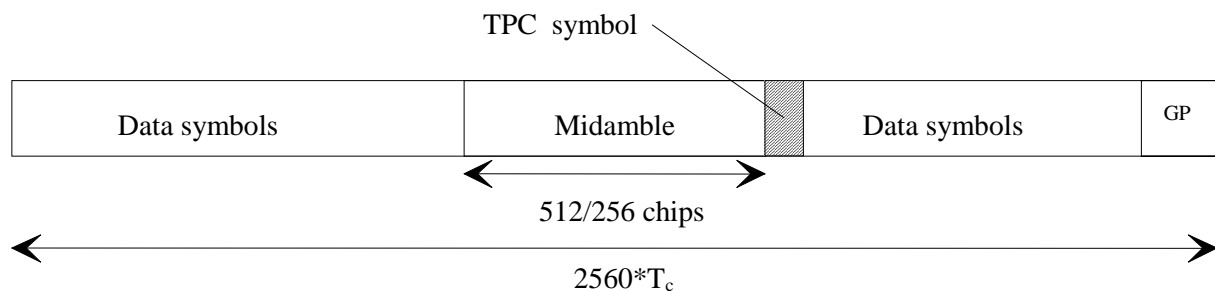 TPC symbol
Data symbols
Midamble
Data symbols
GP
512/256 chips
2560*Tc